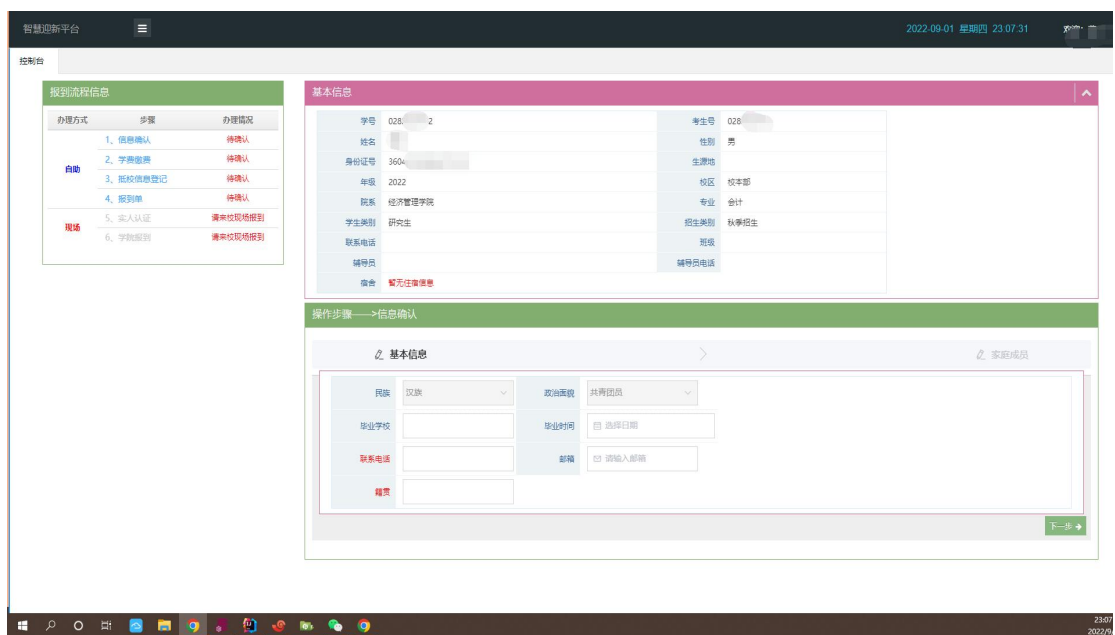 智慧迎新平台
2022-09-01 星期四 23:07:31
控制台
报到流程信息
办理方式 步骤 办理情况
自助
1、信息确认 待确认
2、学费缴费 待确认
3、抵校信息登记 待确认
4、报到单 待确认
现场
5、实人认证 请来校现场报到
6、学院报到 请来校现场报到
基本信息
学号 028 2 考生号 028
姓名 性别 男
身份证号 3604 生源地
年级 2022 校区 校本部
院系 经济管理学院 专业 会计
学生类别 研究生 招生类别 秋季招生
联系电话 班级
辅导员 辅导员电话
宿舍 暂无住宿信息
操作步骤——>信息确认
基本信息 家庭成员
民族 汉族 政治面貌 共青团员
毕业学校 毕业时间 选择日期
联系电话 邮箱 请输入邮箱
籍贯
下一步
23:07
2022/9